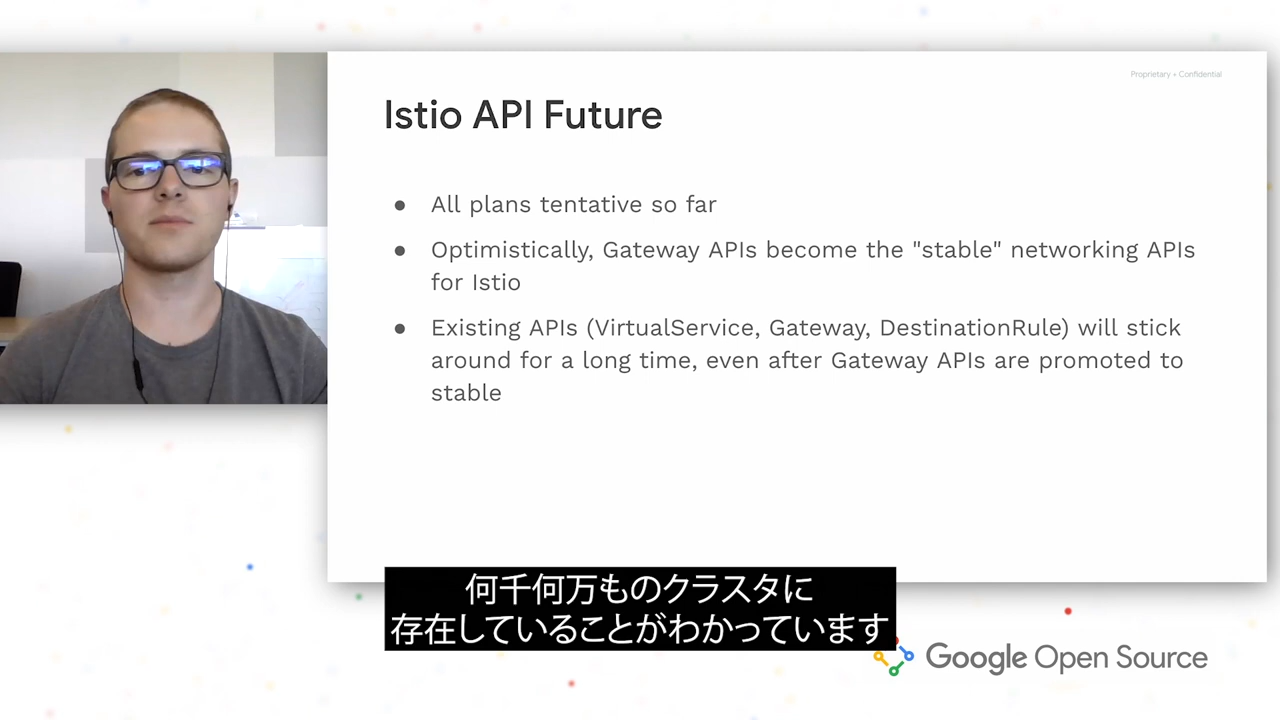 Proprietary + Confidential
Istio API Future
● All plans tentative so far
● Optimistically, Gateway APIs become the "stable" networking APIs
for Istio
● Existing APIs (VirtualService, Gateway, DestinationRule) will stick
around for a long time, even after Gateway APIs are promoted to
stable
何千何万ものクラスタに
存在していることがわかっています
Google Open Source